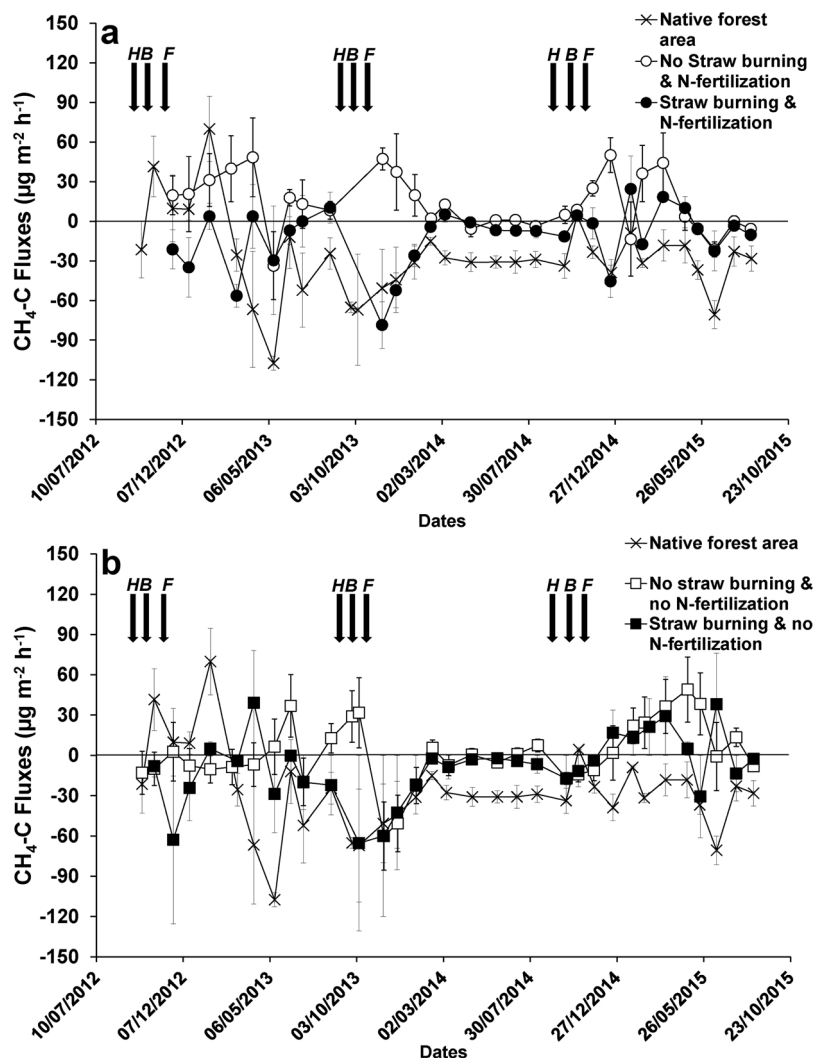 a
HB F
HB F
H B F
Native forest
area
No Straw burning
& N-fertilization
Straw burning &
N-fertilization
CH₄-C Fluxes (µg m⁻² h⁻¹)
150
120
90
60
30
0
-30
-60
-90
-120
-150
10/07/2012
07/12/2012
06/05/2013
03/10/2013
02/03/2014
30/07/2014
27/12/2014
26/05/2015
23/10/2015
Dates
b
HB F
HB F
H B F
Native forest area
No straw burning &
no N-fertilization
Straw burning & no
N-fertilization
CH₄-C Fluxes (µg m⁻² h⁻¹)
150
120
90
60
30
0
-30
-60
-90
-120
-150
10/07/2012
07/12/2012
06/05/2013
03/10/2013
02/03/2014
30/07/2014
27/12/2014
26/05/2015
23/10/2015
Dates